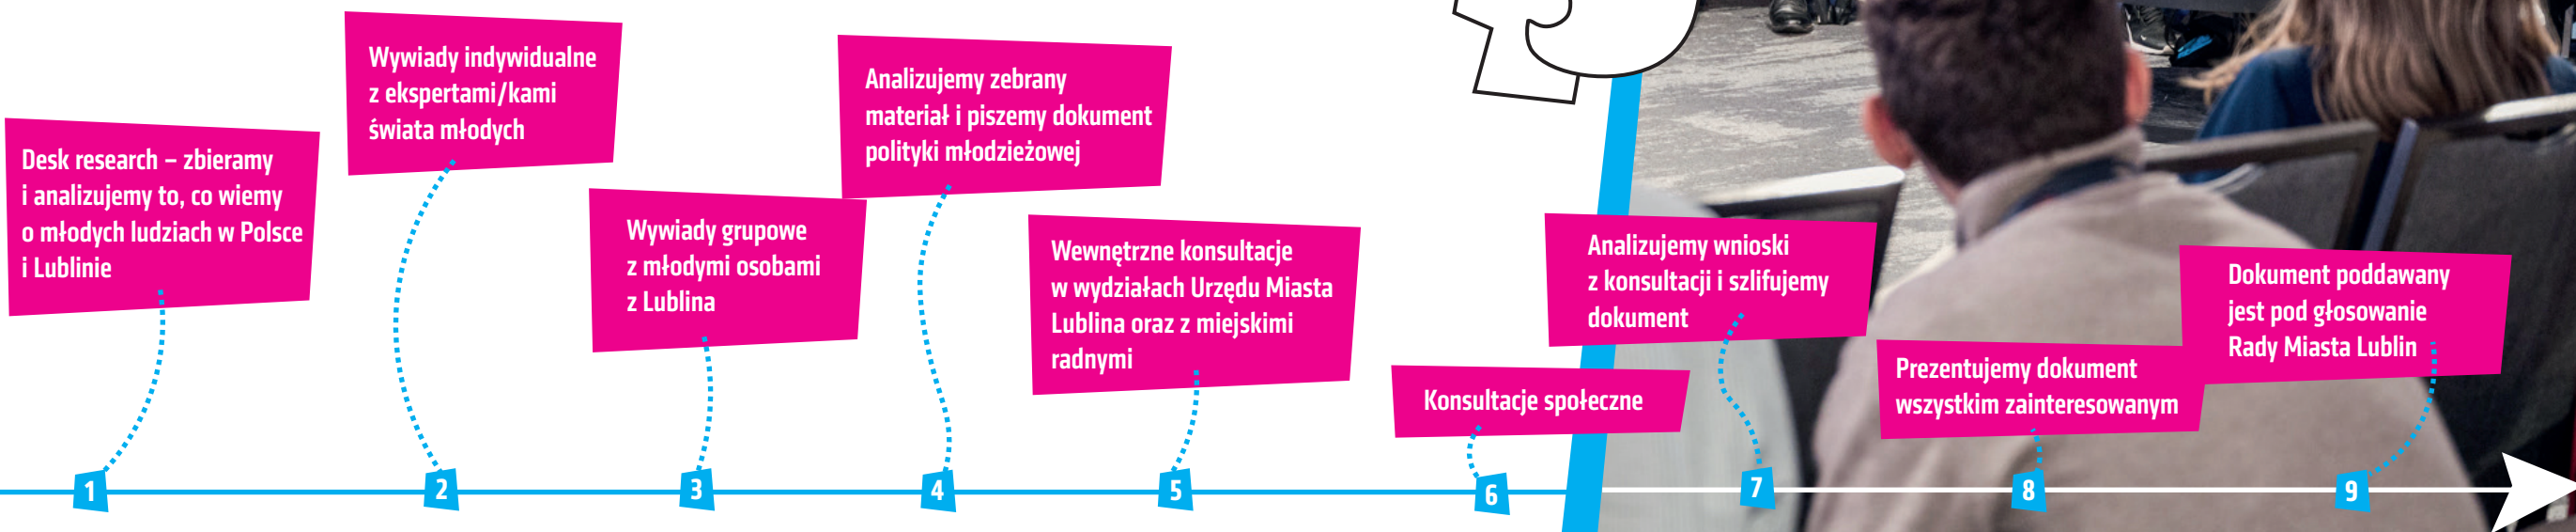 Desk research – zbieramy
i analizujemy to, co wiemy
o młodych ludziach w Polsce
i Lublinie
1
Wywiady indywidualne
z ekspertami/kami
świata młodych
2
Wywiady grupowe
z młodymi osobami
z Lublina
3
Analizujemy zebrany
materiał i piszemy dokument
polityki młodzieżowej
4
Wewnętrzne konsultacje
w wydziałach Urzędu Miasta
Lublina oraz z miejskimi
radnymi
5
Konsultacje społeczne
6
Analizujemy wnioski
z konsultacji i szlifujemy
dokument
7
Prezentujemy dokument
wszystkim zainteresowanym
8
Dokument poddawany
jest pod głosowanie
Rady Miasta Lublin
9